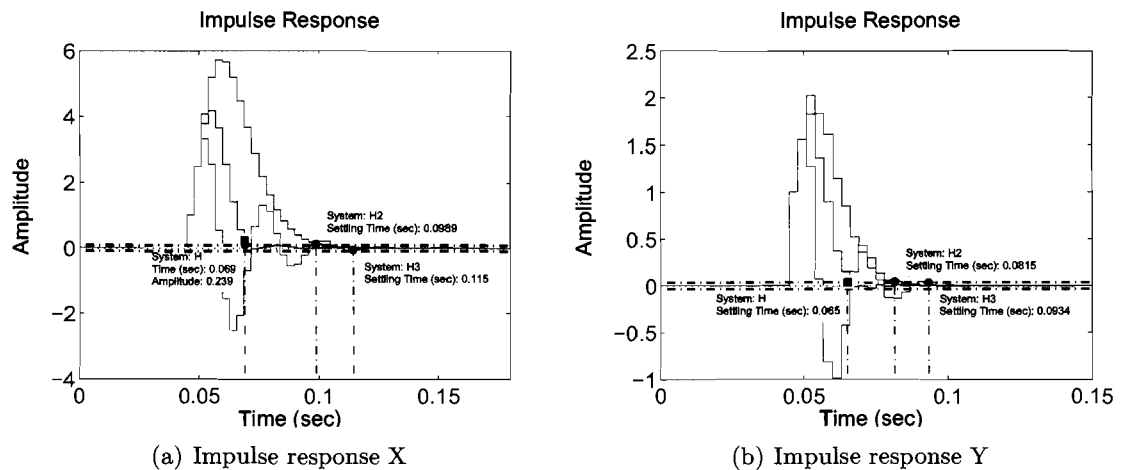 Impulse Response
6
4
2
0
−2
−4
0
0.05
0.1
0.15
Amplitude
Time (sec)
System: H2
Settling Time (sec): 0.0989
System: H
Time (sec): 0.069
Amplitude: 0.239
System: H3
Settling Time (sec): 0.115
(a) Impulse response X
Impulse Response
2.5
2
1.5
1
0.5
0
−0.5
−1
0
0.05
0.1
0.15
Amplitude
Time (sec)
System: H2
Settling Time (sec): 0.0815
System: H
Settling Time (sec): 0.065
System: H3
Settling Time (sec): 0.0934
(b) Impulse response Y